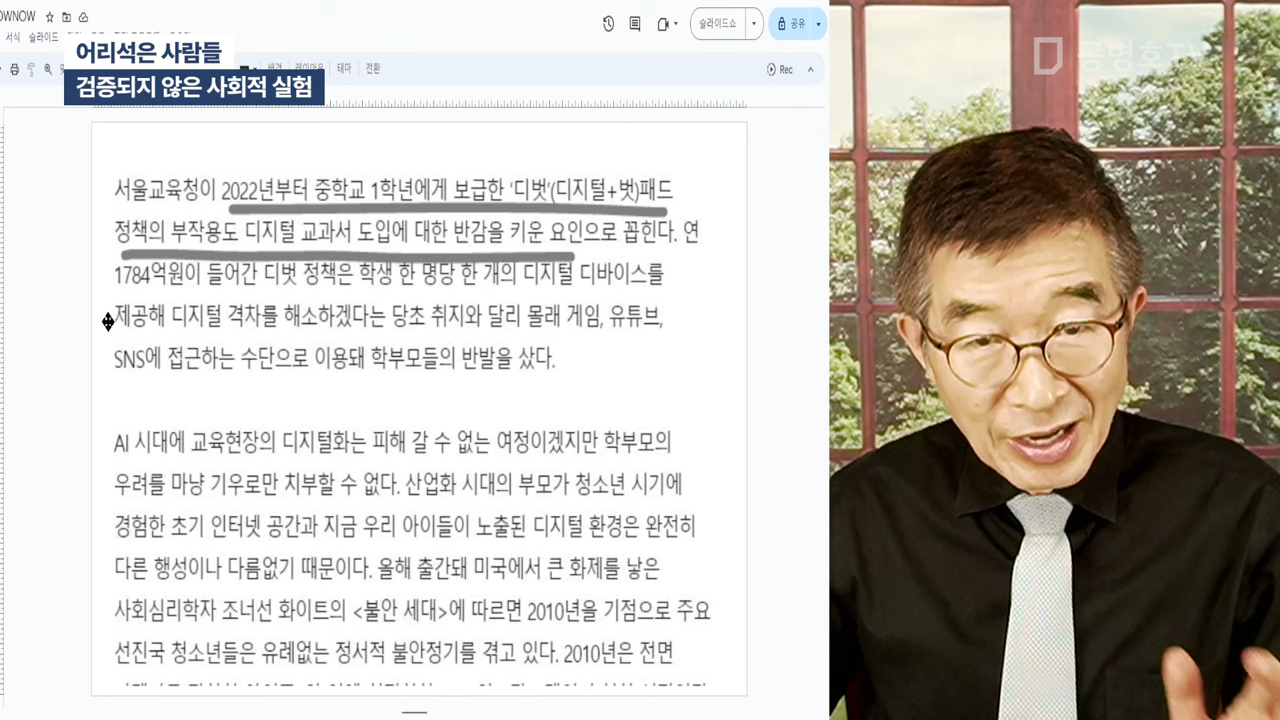 OWNOW
서식 슬라이드
슬라이드쇼
공유
어리석은 사람들
검증되지 않은 사회적 실험
배경 레이아웃 테마 전환
Rec
공병호TV
서울교육청이 2022년부터 중학교 1학년에게 보급한 '디벗'(디지털+벗)패드
정책의 부작용도 디지털 교과서 도입에 대한 반감을 키운 요인으로 꼽힌다. 연
1784억원이 들어간 디벗 정책은 학생 한 명당 한 개의 디지털 디바이스를
제공해 디지털 격차를 해소하겠다는 당초 취지와 달리 몰래 게임, 유튜브,
SNS에 접근하는 수단으로 이용돼 학부모들의 반발을 샀다.
AI 시대에 교육현장의 디지털화는 피해 갈 수 없는 여정이겠지만 학부모의
우려를 마냥 기우로만 치부할 수 없다. 산업화 시대의 부모가 청소년 시기에
경험한 초기 인터넷 공간과 지금 우리 아이들이 노출된 디지털 환경은 완전히
다른 행성이나 다름없기 때문이다. 올해 출간돼 미국에서 큰 화제를 낳은
사회심리학자 조너선 화이트의 <불안 세대>에 따르면 2010년을 기점으로 주요
선진국 청소년들은 유례없는 정서적 불안정기를 겪고 있다. 2010년은 전면